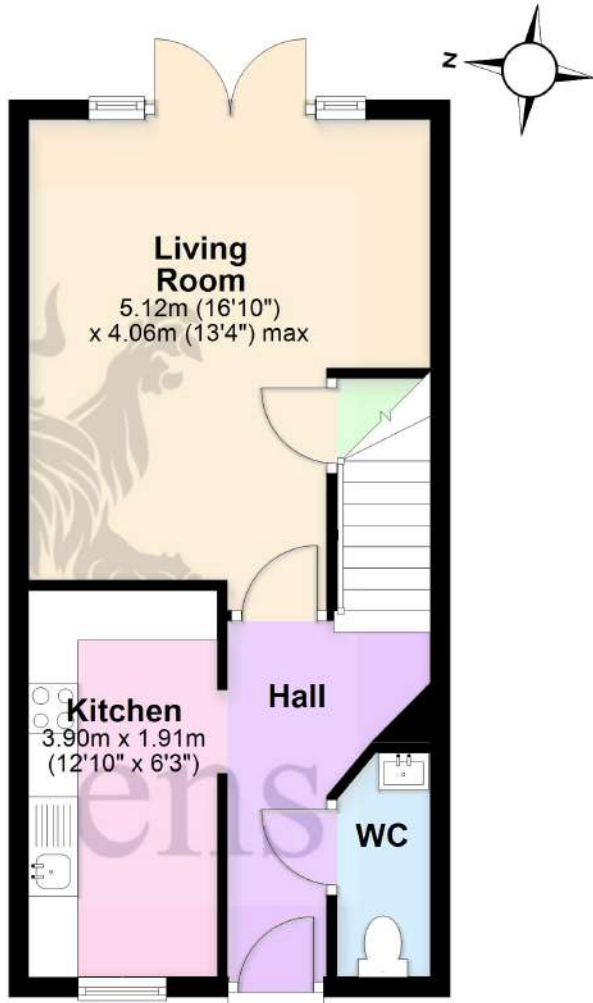 N
Living
Room
5.12m (16'10")
x 4.06m (13'4") max
Hall
Kitchen
3.90m x 1.91m
(12'10" x 6'3")
ens
WC